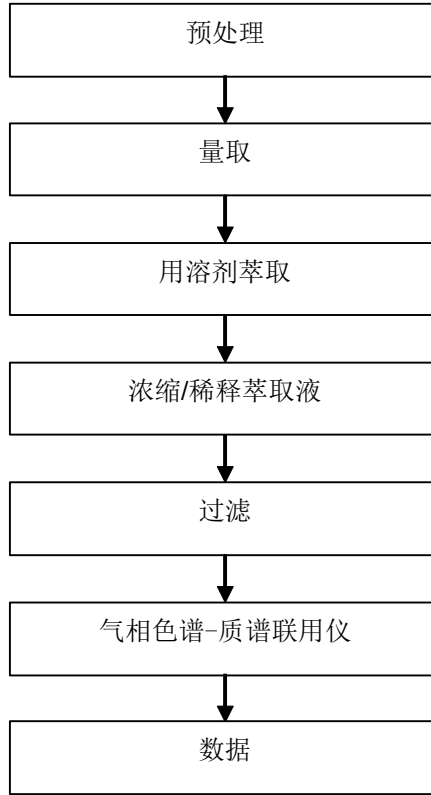 预处理
量取
用溶剂萃取
浓缩/稀释萃取液
过滤
气相色谱-质谱联用仪
数据